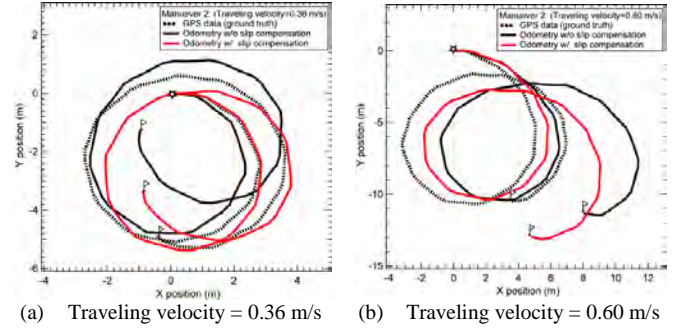 Maneuver 2: (Traveling velocity=0.36 m/s)
GPS data (ground truth)
Odometry w/o slip compensation
Odometry w/ slip compensation
2
0
-2
-4
-6
Y position (m)
-4
-2
0
2
4
X position (m)
(a) Traveling velocity = 0.36 m/s
Maneuver 2: (Traveling velocity=0.60 m/s)
GPS data (ground truth)
Odometry w/o slip compensation
Odometry w/ slip compensation
0
-5
-10
-15
Y position (m)
-4
-2
0
2
4
6
8
10
12
X position (m)
(b) Traveling velocity = 0.60 m/s